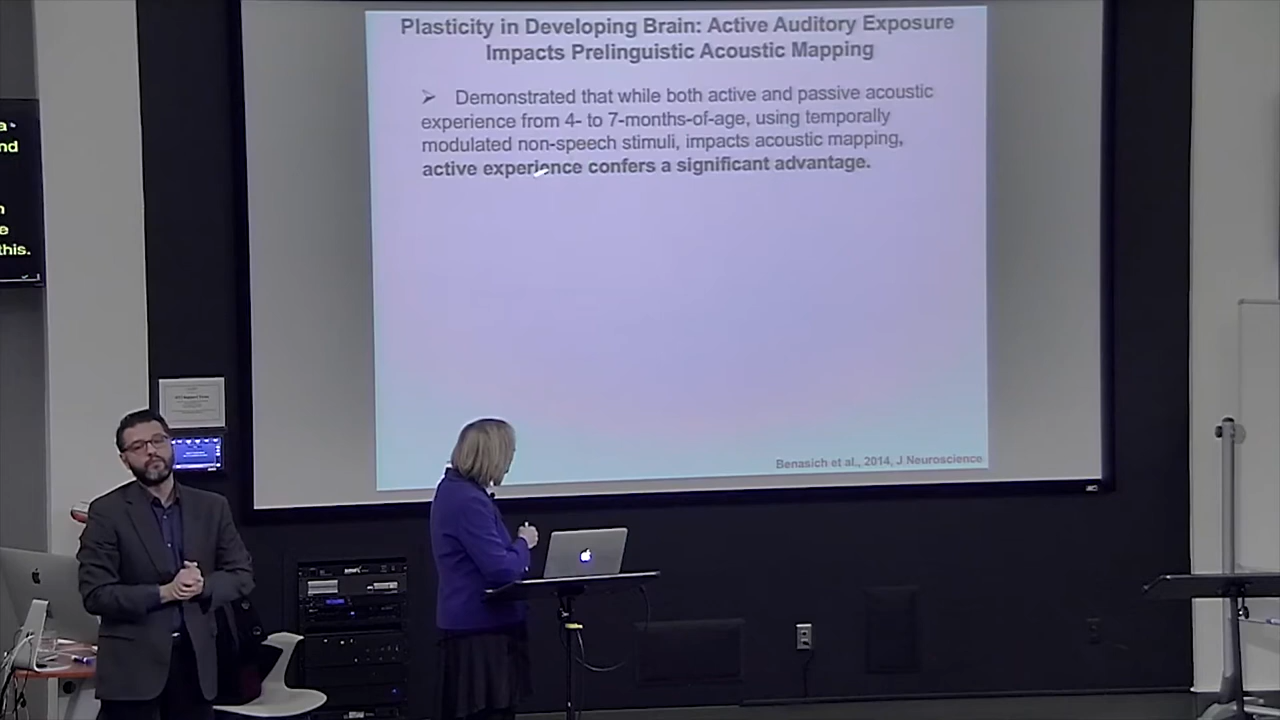 Plasticity in Developing Brain: Active Auditory Exposure
Impacts Prelinguistic Acoustic Mapping
➢ Demonstrated that while both active and passive acoustic
experience from 4- to 7-months-of-age, using temporally
modulated non-speech stimuli, impacts acoustic mapping,
active experience confers a significant advantage.
Benasich et al., 2014, J Neuroscience
a
nd
n
e
this.